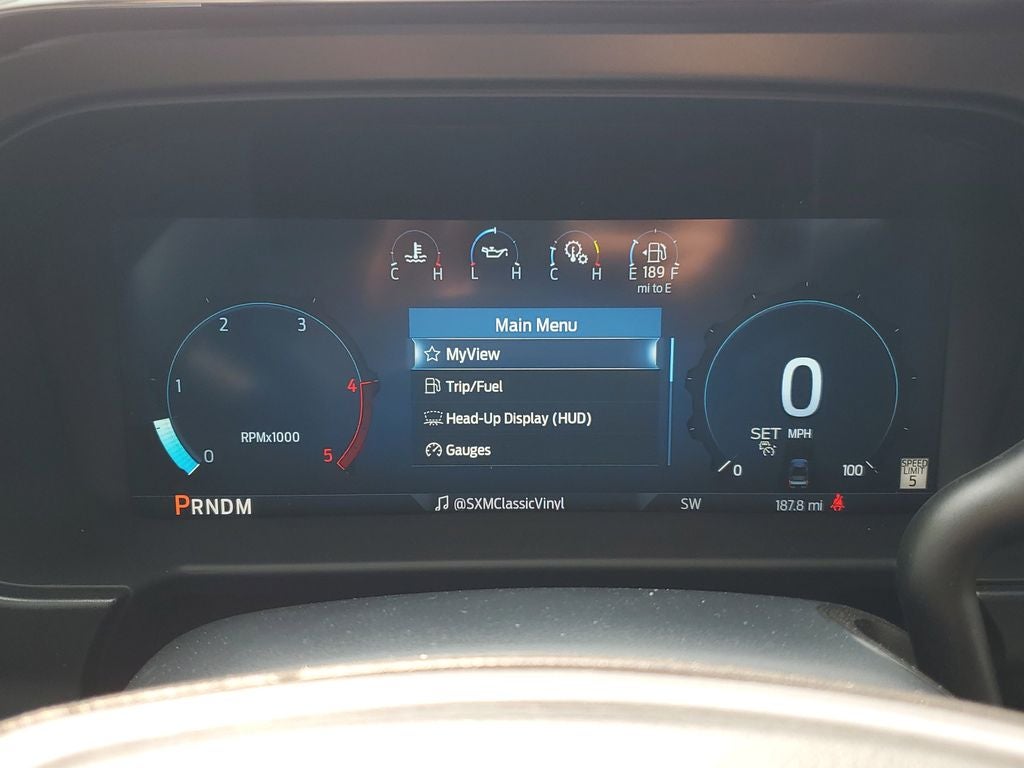 C H
L H
C H
E 189 F
mi to E
Main Menu
MyView
Trip/Fuel
Head-Up Display (HUD)
Gauges
0
1
2
3
4
5
RPMx1000
0
SET MPH
0 100
SPEED
LIMIT
5
PRNDM
@SXMClassicVinyl
SW
187.8 mi